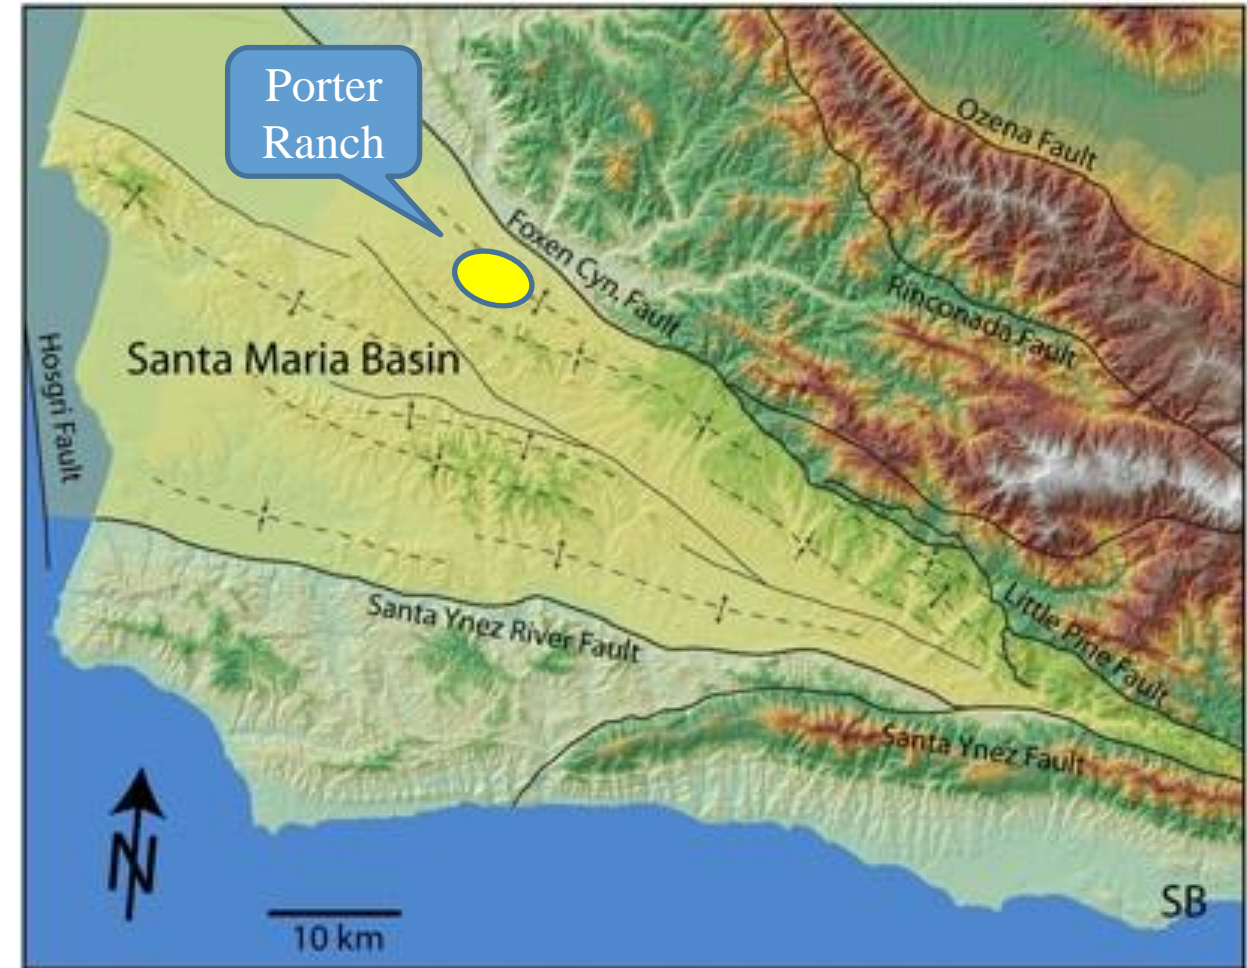 Porter
Ranch
Ozena Fault
Foxen Cyn. Fault
Rinconada Fault
Santa Maria Basin
Hosgri Fault
Santa Ynez River Fault
Little Pine Fault
Santa Ynez Fault
N
10 km
SB